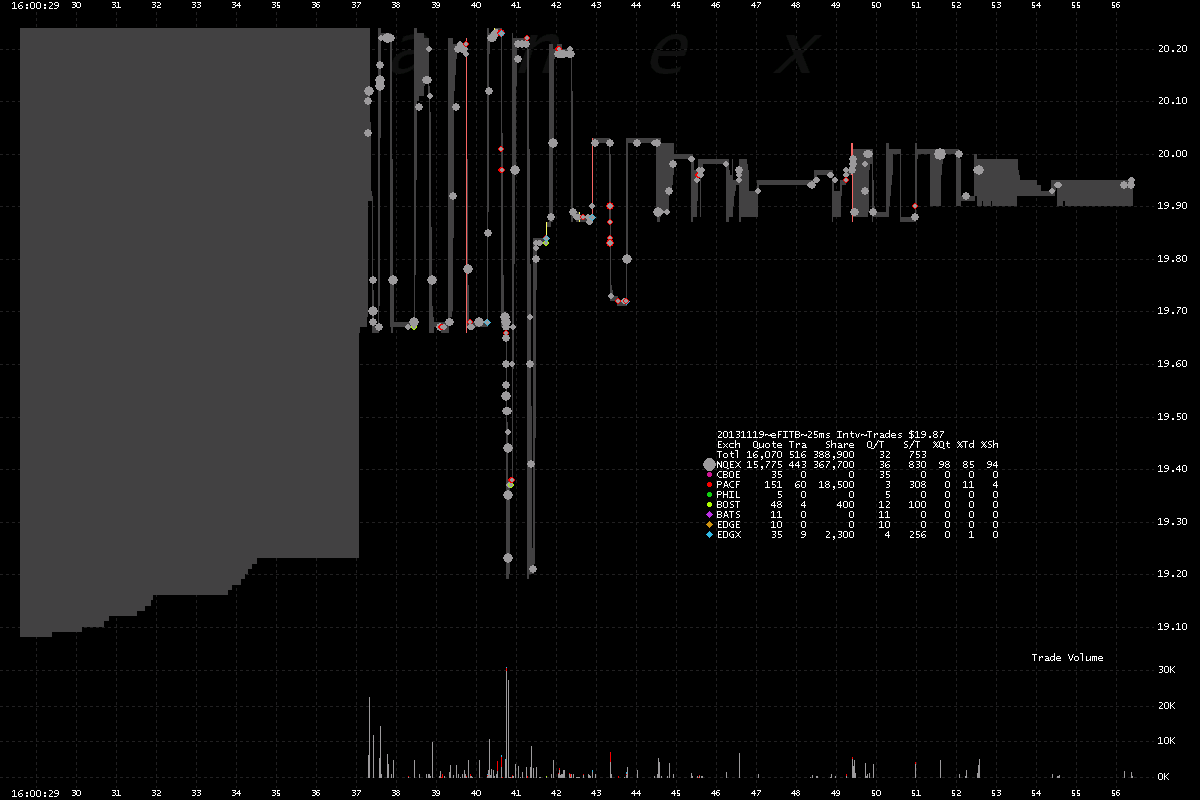 16:00:29 30 31 32 33 34 35 36 37 38 39 40 41 42 43 44 45 46 47 48 49 50 51 52 53 54 55 56
a n e x
20.20
20.10
20.00
19.90
19.80
19.70
19.60
19.50
19.40
19.30
19.20
19.10
20131119~eFITB~25ms Intv~Trades $19.87
Exch Quote Tra Share Q/T S/T %Qt %Td %Sh
Totl 16,070 516 388,900 32 753
NQEX 15,775 443 367,700 36 830 98 85 94
CBOE 35 0 0 35 0 0 0 0
PACF 151 60 18,500 3 308 0 11 4
PHIL 5 0 0 5 0 0 0 0
BOST 48 4 400 12 100 0 0 0
BATS 11 0 0 11 0 0 0 0
EDGE 10 0 0 10 0 0 0 0
EDGX 35 9 2,300 4 256 0 1 0
Trade Volume
30K
20K
10K
0K
16:00:29 30 31 32 33 34 35 36 37 38 39 40 41 42 43 44 45 46 47 48 49 50 51 52 53 54 55 56